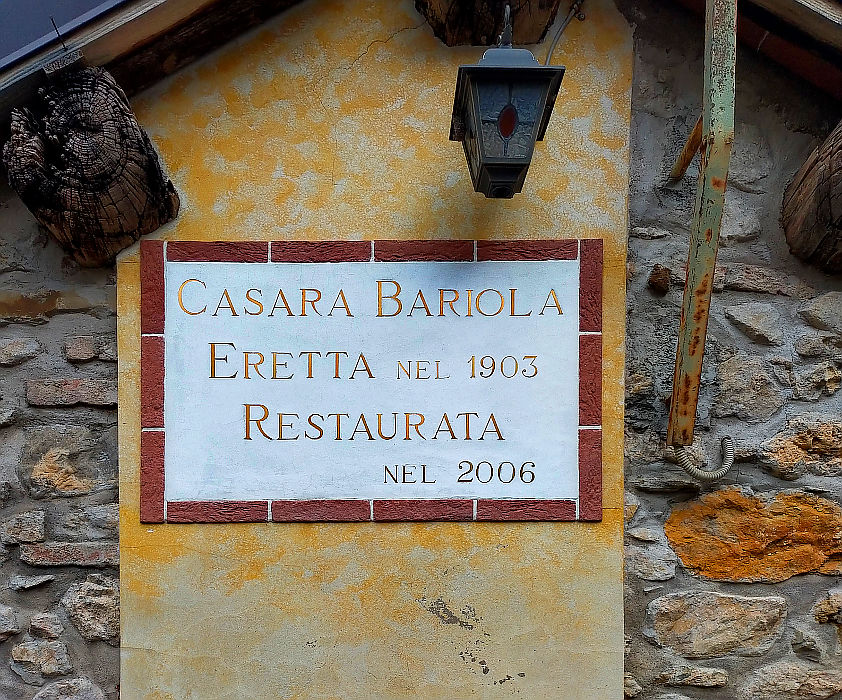 CASARA BARIOLA
ERETTA NEL 1903
RESTAURATA
NEL 2006